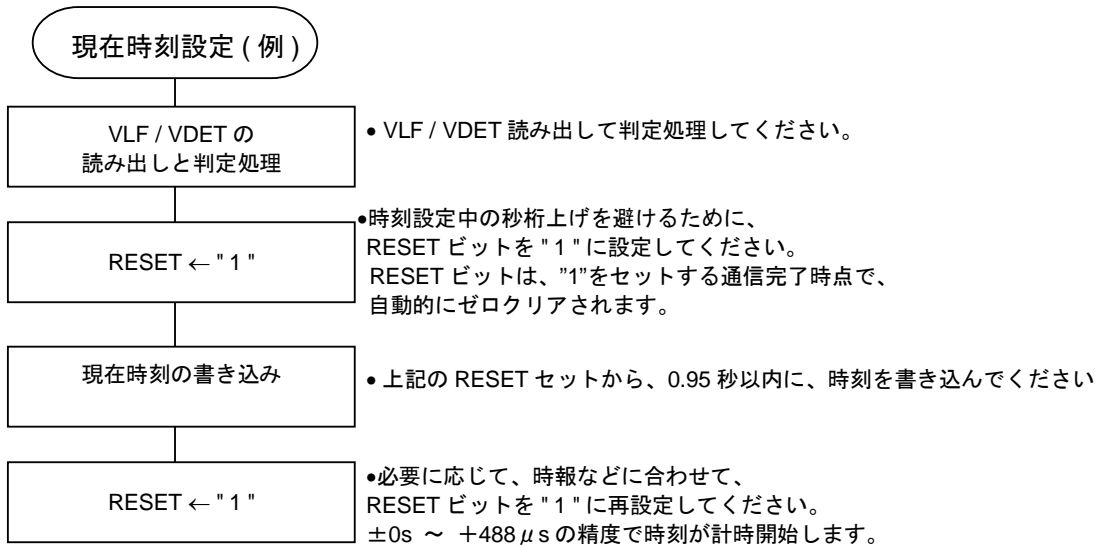 現在時刻設定 ( 例 )
VLF / VDET の
読み出しと判定処理
• VLF / VDET 読み出して判定処理してください。
RESET ← " 1 "
•時刻設定中の秒桁上げを避けるために、
RESET ビットを " 1 " に設定してください。
RESET ビットは、”1”をセットする通信完了時点で、
自動的にゼロクリアされます。
現在時刻の書き込み
• 上記の RESET セットから、0.95 秒以内に、時刻を書き込んでください
RESET ← " 1 "
•必要に応じて、時報などに合わせて、
RESET ビットを " 1 " に再設定してください。
±0s ～ +488μsの精度で時刻が計時開始します。